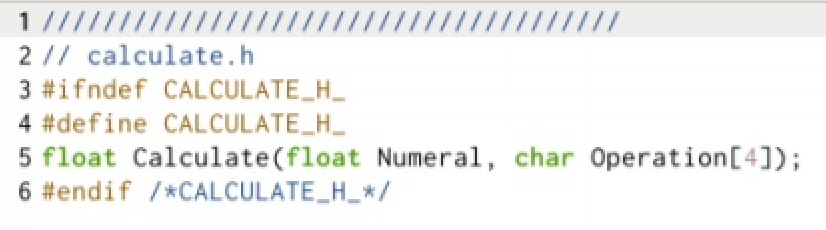 1 //////////////////////////////////////
2 // calculate.h
3 #ifndef CALCULATE_H_
4 #define CALCULATE_H_
5 float Calculate(float Numeral, char Operation[4]);
6 #endif /*CALCULATE_H_*/